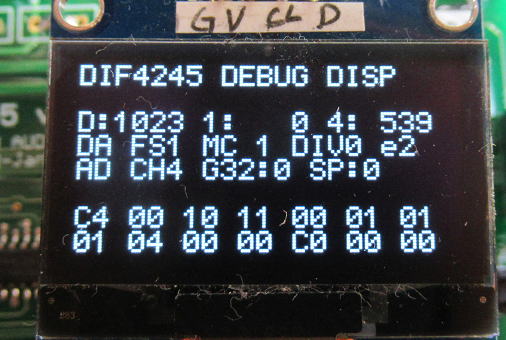 GV CL D
DIF4245 DEBUG DISP
D:1023 1:   0 4: 539
DA FS1 MC 1 DIV0 e2
AD CH4 G32:0 SP:0
C4 00 10 11 00 01 01
01 04 00 00 C0 00 00